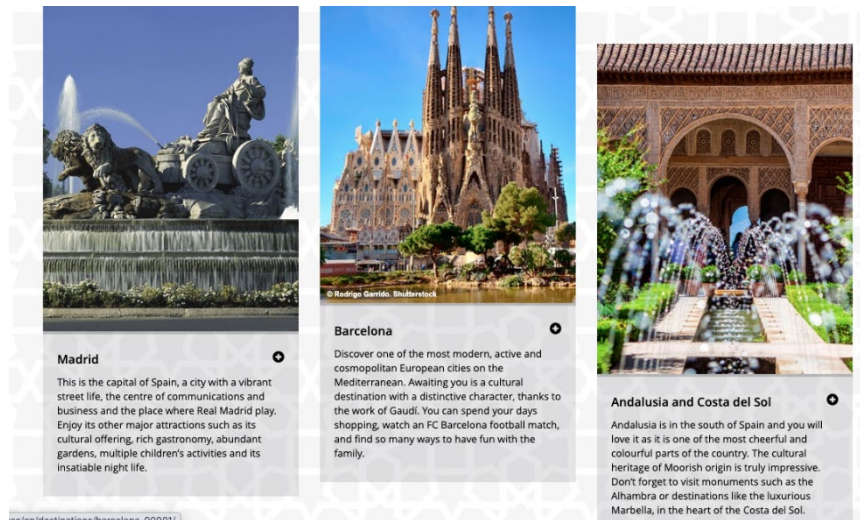 Madrid
This is the capital of Spain, a city with a vibrant
street life, the centre of communications and
business and the place where Real Madrid play.
Enjoy its other major attractions such as its
cultural offering, rich gastronomy, abundant
gardens, multiple children's activities and its
insatiable night life.
© Rodrigo Garrido. Shutterstock
Barcelona
Discover one of the most modern, active and
cosmopolitan European cities on the
Mediterranean. Awaiting you is a cultural
destination with a distinctive character, thanks to
the work of Gaudí. You can spend your days
shopping, watch an FC Barcelona football match,
and find so many ways to have fun with the
family.
Andalusia and Costa del Sol
Andalusia is in the south of Spain and you will
love it as it is one of the most cheerful and
colourful parts of the country. The cultural
heritage of Moorish origin is truly impressive.
Don't forget to visit monuments such as the
Alhambra or destinations like the luxurious
Marbella, in the heart of the Costa del Sol.